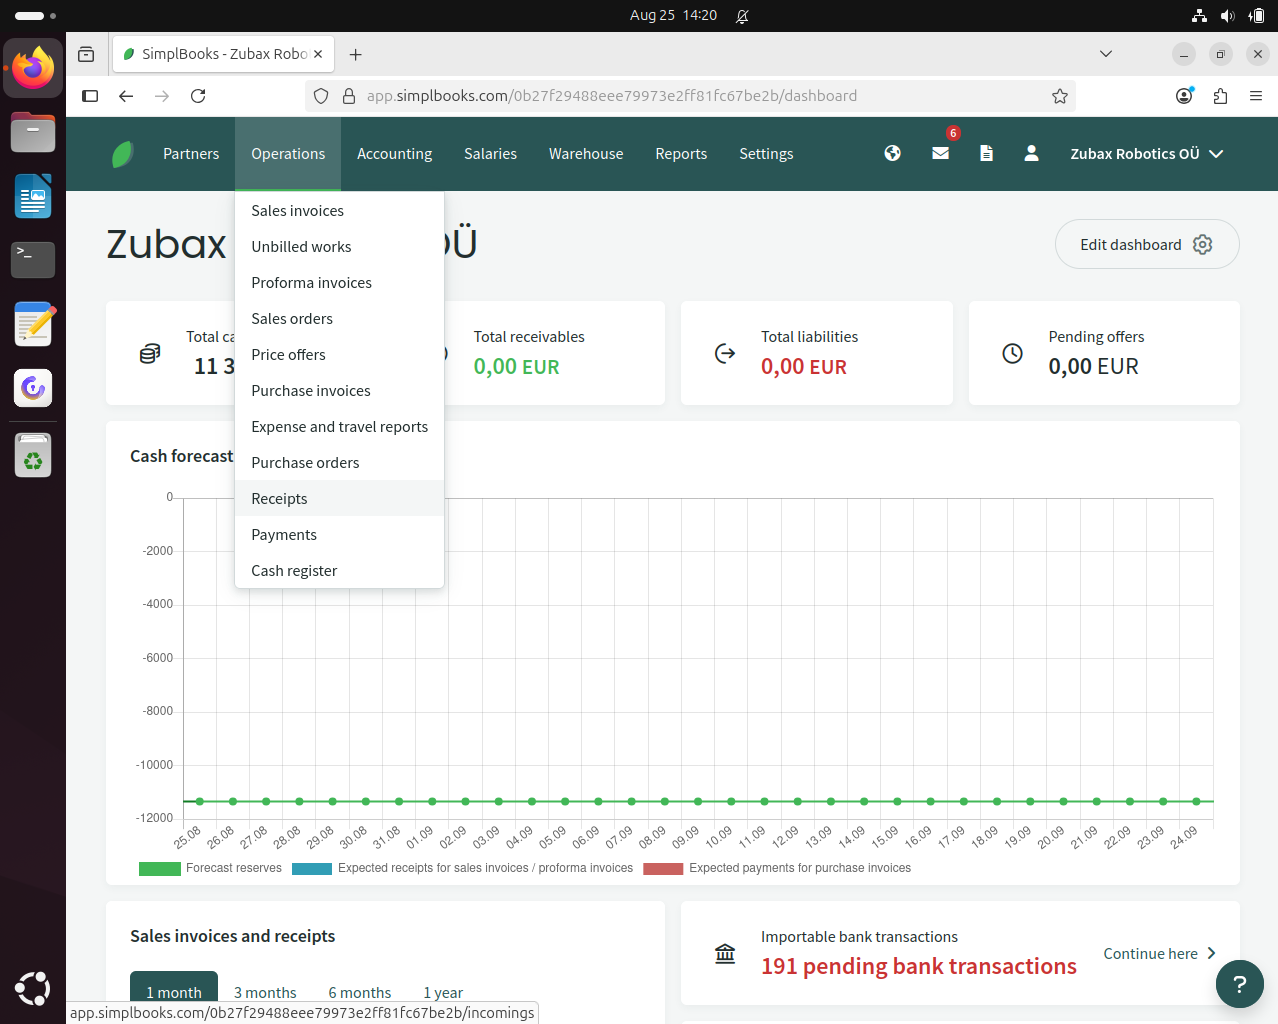 Aug 25 14:20
SimplBooks - Zubax Robo
app.simplbooks.com/0b27f29488eee79973e2ff81fc67be2b/dashboard
Partners
Operations
Accounting
Salaries
Warehouse
Reports
Settings
6
Zubax Robotics OÜ
Sales invoices
Unbilled works
Proforma invoices
Sales orders
Price offers
Purchase invoices
Expense and travel reports
Purchase orders
Receipts
Payments
Cash register
Zubax
OÜ
Edit dashboard
Total ca
11 3
Total receivables
0,00 EUR
Total liabilities
0,00 EUR
Pending offers
0,00 EUR
Cash forecast
0
-2000
-4000
-6000
-8000
-10000
-12000
25.08 26.08 27.08 28.08 29.08 30.08 31.08 01.09 02.09 03.09 04.09 05.09 06.09 07.09 08.09 09.09 10.09 11.09 12.09 13.09 14.09 15.09 16.09 17.09 18.09 19.09 20.09 21.09 22.09 23.09 24.09
Forecast reserves
Expected receipts for sales invoices / proforma invoices
Expected payments for purchase invoices
Sales invoices and receipts
1 month
3 months
6 months
1 year
Importable bank transactions
191 pending bank transactions
Continue here
?
app.simplbooks.com/0b27f29488eee79973e2ff81fc67be2b/incomings